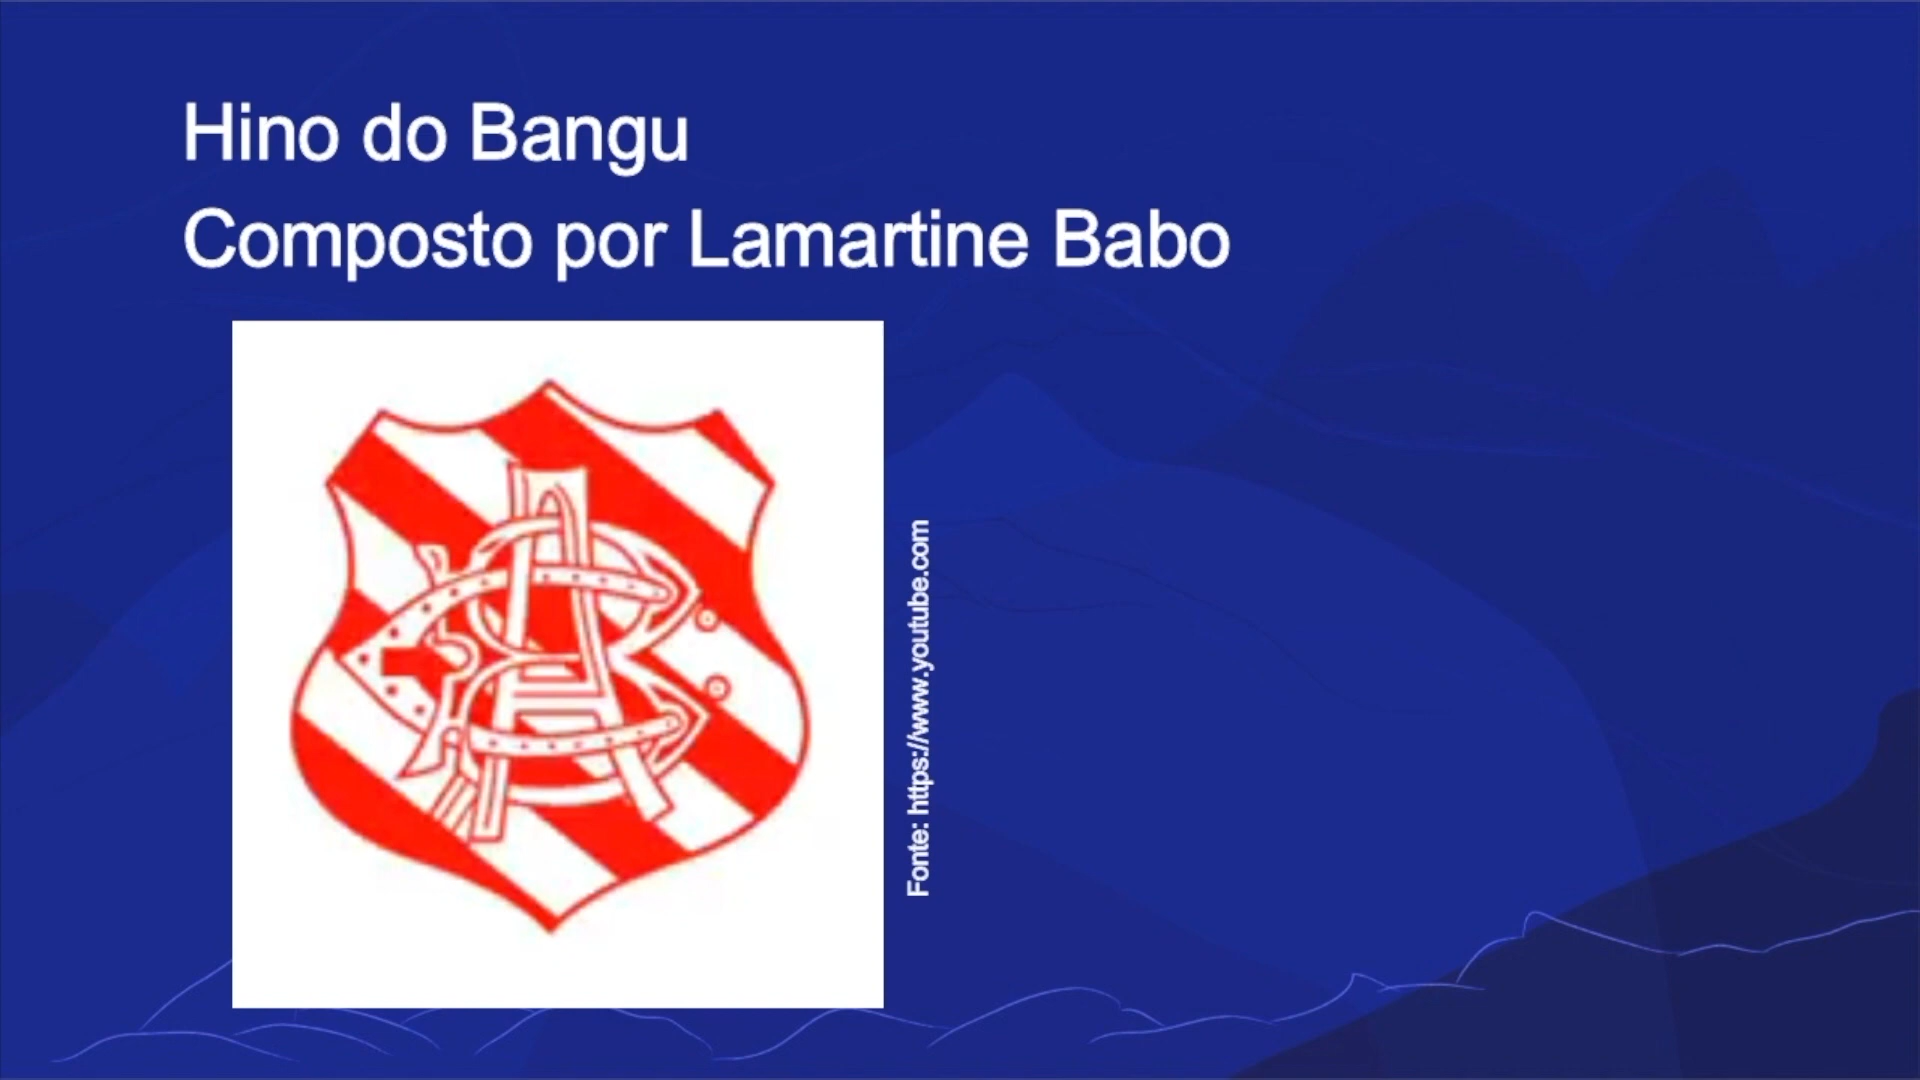 Hino do Bangu
Composto por Lamartine Babo
Fonte: https://www.youtube.com